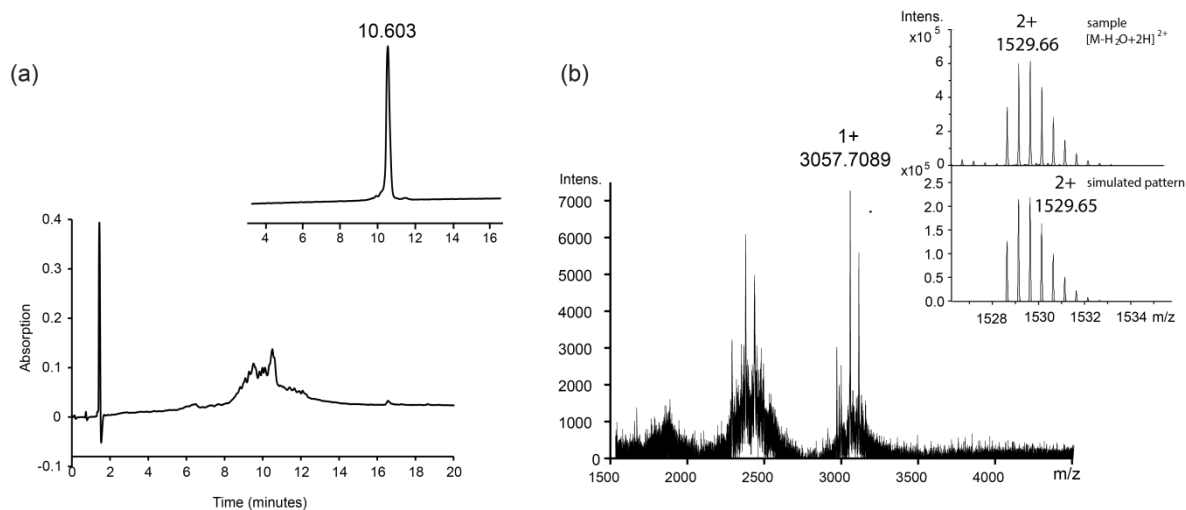 (a)
10.603
4 6 8 10 12 14 16
0.4
0.3
0.2
0.1
0
-0.1
Absorption
0 2 4 6 8 10 12 14 16 18 20
Time (minutes)
(b)
Intens.
x10^5
2+
1529.66
sample
[M-H2O+2H]2+
6
4
2
0
x10^5
2+
1529.65
simulated pattern
2.5
2.0
1.5
1.0
0.5
0.0
1528 1530 1532 1534 m/z
1+
3057.7089
Intens.
7000
6000
5000
4000
3000
2000
1000
0
1500 2000 2500 3000 3500 4000 m/z